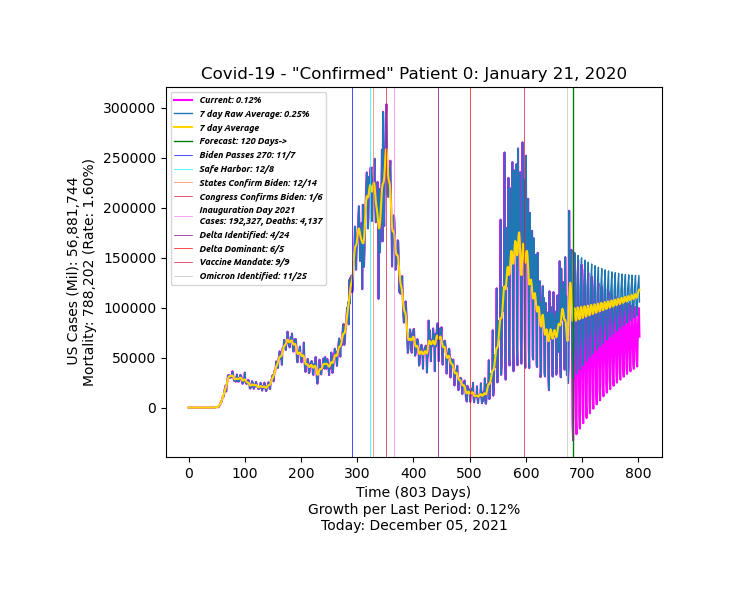 Covid-19 - "Confirmed" Patient 0: January 21, 2020
Current: 0.12%
7 day Raw Average: 0.25%
7 day Average
Forecast: 120 Days->
Biden Passes 270: 11/7
Safe Harbor: 12/8
States Confirm Biden: 12/14
Congress Confirms Biden: 1/6
Inauguration Day 2021
Cases: 192,327, Deaths: 4,137
Delta Identified: 4/24
Delta Dominant: 6/5
Vaccine Mandate: 9/9
Omicron Identified: 11/25
US Cases (Mil): 56,881,744
Mortality: 788,202 (Rate: 1.60%)
300000
250000
200000
150000
100000
50000
0
0 100 200 300 400 500 600 700 800
Time (803 Days)
Growth per Last Period: 0.12%
Today: December 05, 2021